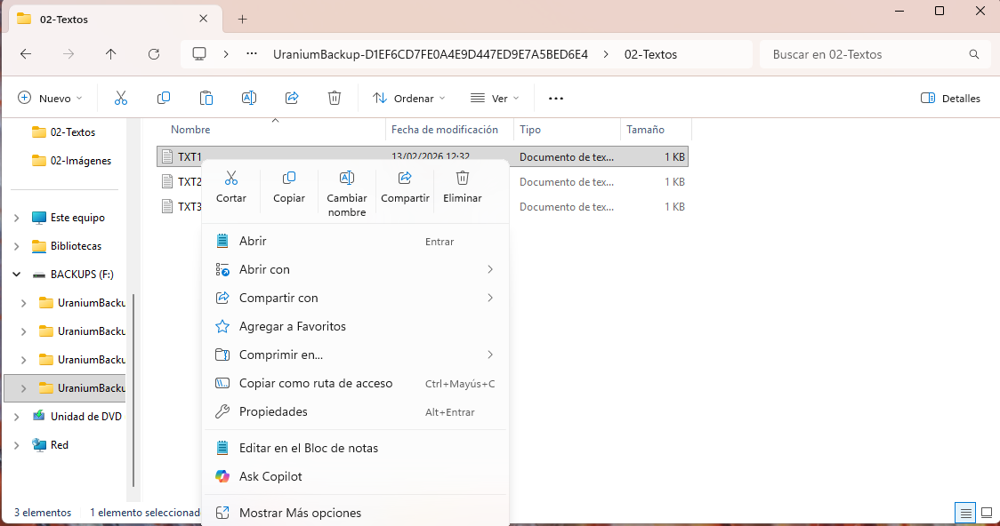 02-Textos
UraniumBackup-D1EF6CD7FE0A4E9D447ED9E7A5BED6E4 02-Textos
Buscar en 02-Textos
Nuevo
Ordenar
Ver
Detalles
02-Textos
02-Imágenes
Este equipo
Bibliotecas
BACKUPS (F:)
UraniumBacku
UraniumBacku
UraniumBacku
UraniumBacku
Unidad de DVD
Red
Nombre Fecha de modificación Tipo Tamaño
TXT1 13/02/2026 12:32 Documento de tex... 1 KB
TXT2 Documento de tex... 1 KB
TXT3 Documento de tex... 1 KB
Cortar
Copiar
Cambiar
nombre
Compartir
Eliminar
Abrir Entrar
Abrir con
Compartir con
Agregar a Favoritos
Comprimir en...
Copiar como ruta de acceso Ctrl+Mayús+C
Propiedades Alt+Entrar
Editar en el Bloc de notas
Ask Copilot
Mostrar Más opciones
3 elementos 1 elemento seleccionad